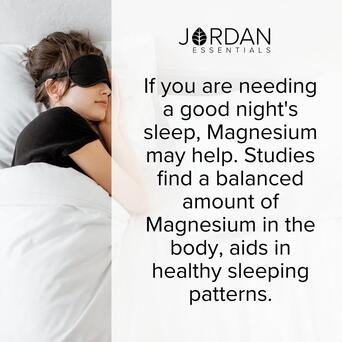 JORDAN
ESSENTIALS
If you are needing
a good night's
sleep, Magnesium
may help. Studies
find a balanced
amount of
Magnesium in the
body, aids in
healthy sleeping
patterns.